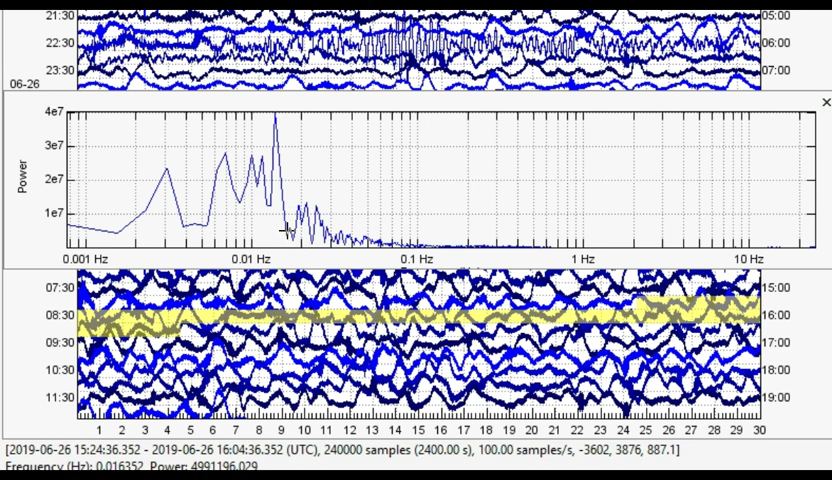 21:30 05:00
22:30 06:00
23:30 07:00
06-26
×
4e7
3e7
2e7
1e7
Power
0.001 Hz 0.01 Hz 0.1 Hz 1 Hz 10 Hz
07:30 15:00
08:30 16:00
09:30 17:00
10:30 18:00
11:30 19:00
1 2 3 4 5 6 7 8 9 10 11 12 13 14 15 16 17 18 19 20 21 22 23 24 25 26 27 28 29 30
[2019-06-26 15:24:36.352 - 2019-06-26 16:04:36.352 (UTC), 240000 samples (2400.00 s), 100.00 samples/s, -3602, 3876, 887.1]
Frequency (Hz): 0.016352, Power: 4991196.029